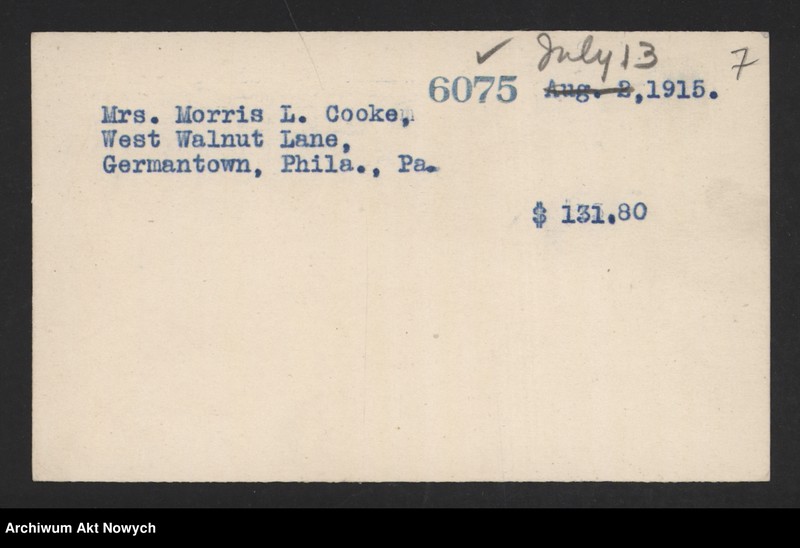 ✓ July 13 7
6075 Aug. 2, 1915.
Mrs. Morris L. Cooke,
West Walnut Lane,
Germantown, Phila., Pa.
$ 131.80
Archiwum Akt Nowych